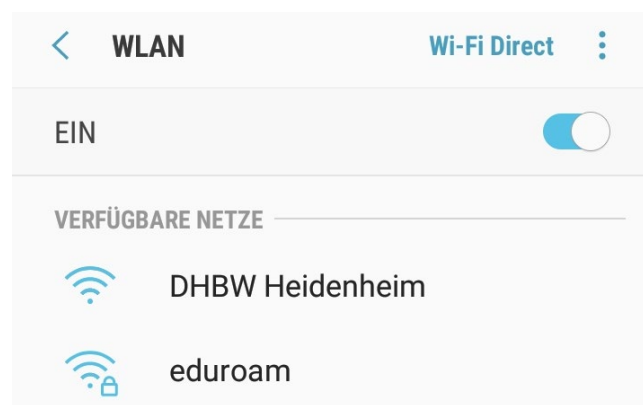 WLAN Wi-Fi Direct
EIN
VERFÜGBARE NETZE
DHBW Heidenheim
eduroam